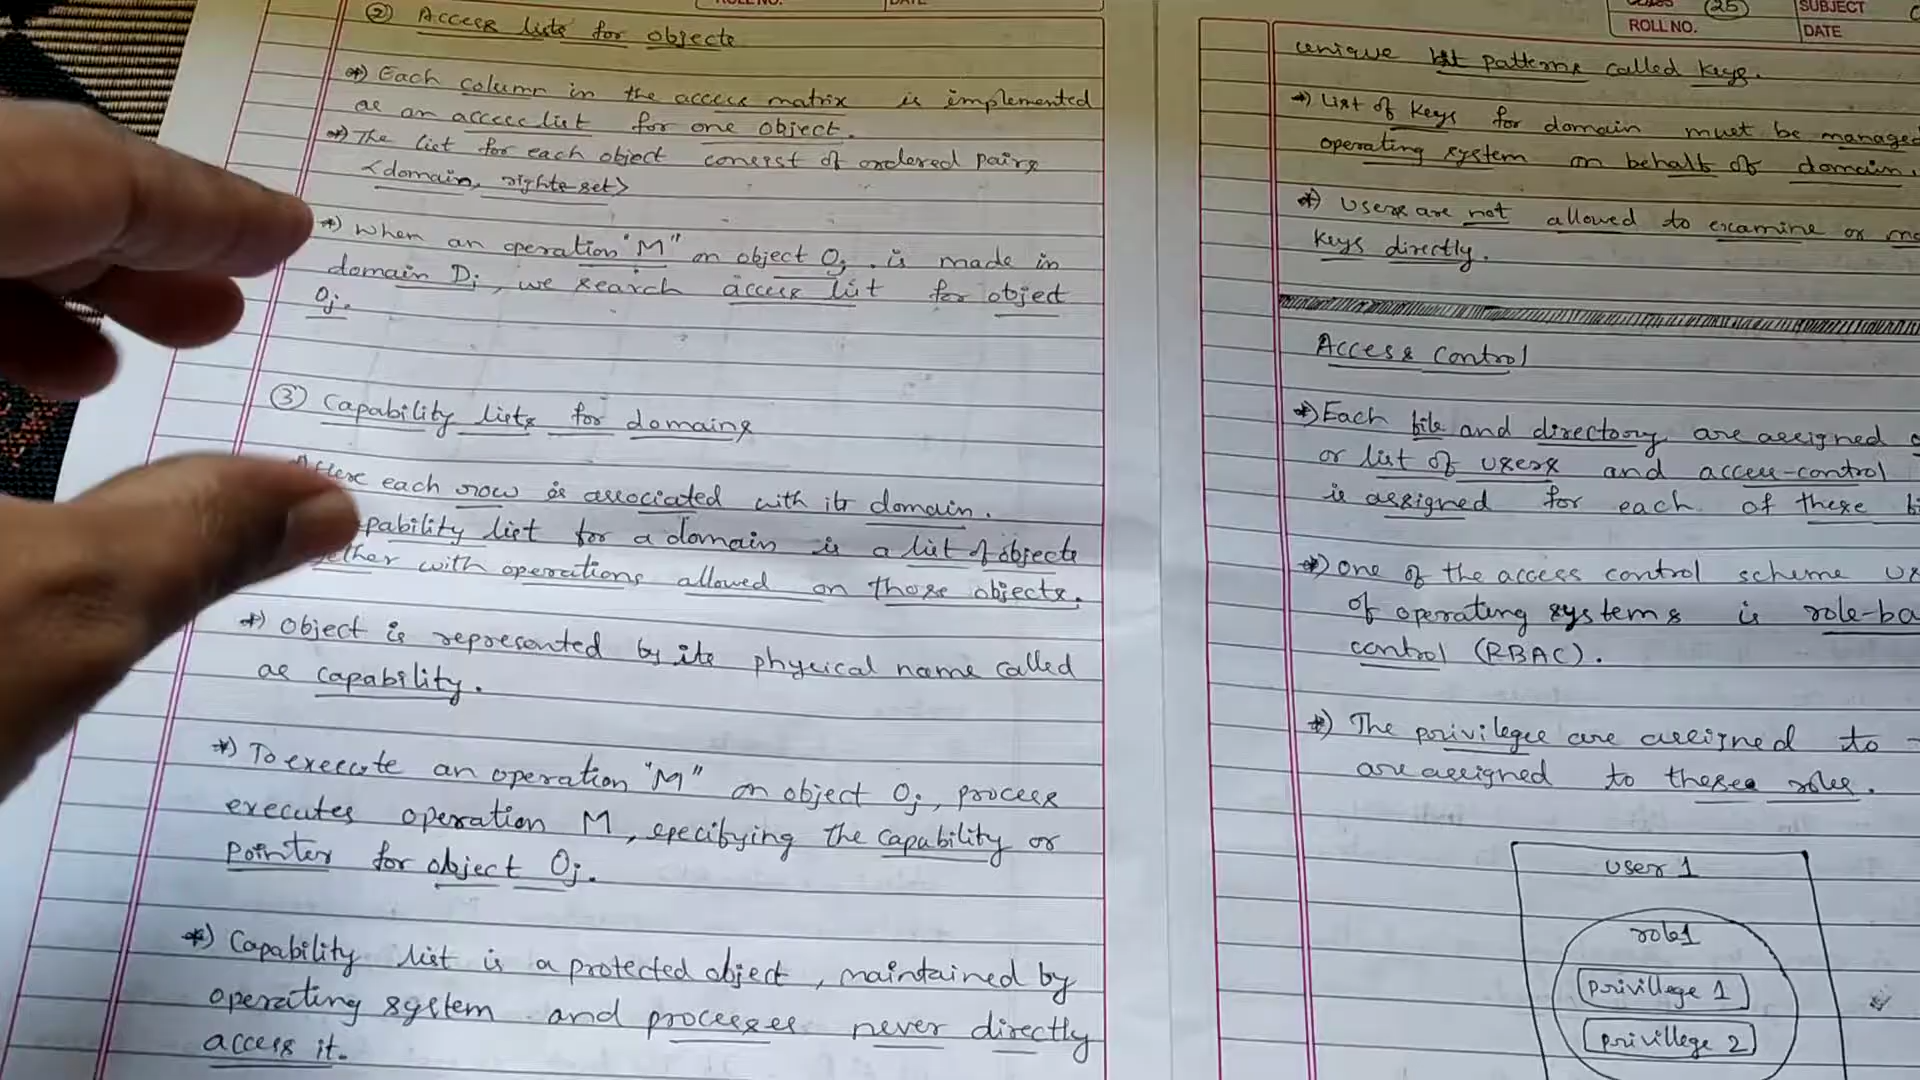 ROLL NO. DATE
② Access lists for objects
*) Each column in the access matrix is implemented
as an access list for one object.
*) The list for each object consist of ordered pairs
<domain, rights-set>
*) When an operation "M" on object Oj is made in
domain Di, we search access list for object
Oj.
③ Capability lists for domains
Here each row is associated with its domain.
list for a domain is a list of objects
with operations allowed on those objects.
*) Object is represented by its physical name called
as capability.
*) To execute an operation "M" on object Oj, process
executes operation M, specifying the capability or
pointer for object Oj.
*) Capability list is a protected object, maintained by
operating system and processes never directly
access it.
25 SUBJECT
ROLL NO. DATE
unique bit patterns called keys.
*) List of keys for domain must be managed
operating system on behalf of domain.
*) Users are not allowed to examine or
keys directly.
Access control
*) Each file and directory are assigned
or list of users and access-control
is assigned for each of these
*) One of the access control scheme
of operating systems is
control (RBAC).
*) The privileges are assigned to
are assigned to these roles.
user 1
role1
privillege 1
privillege 2